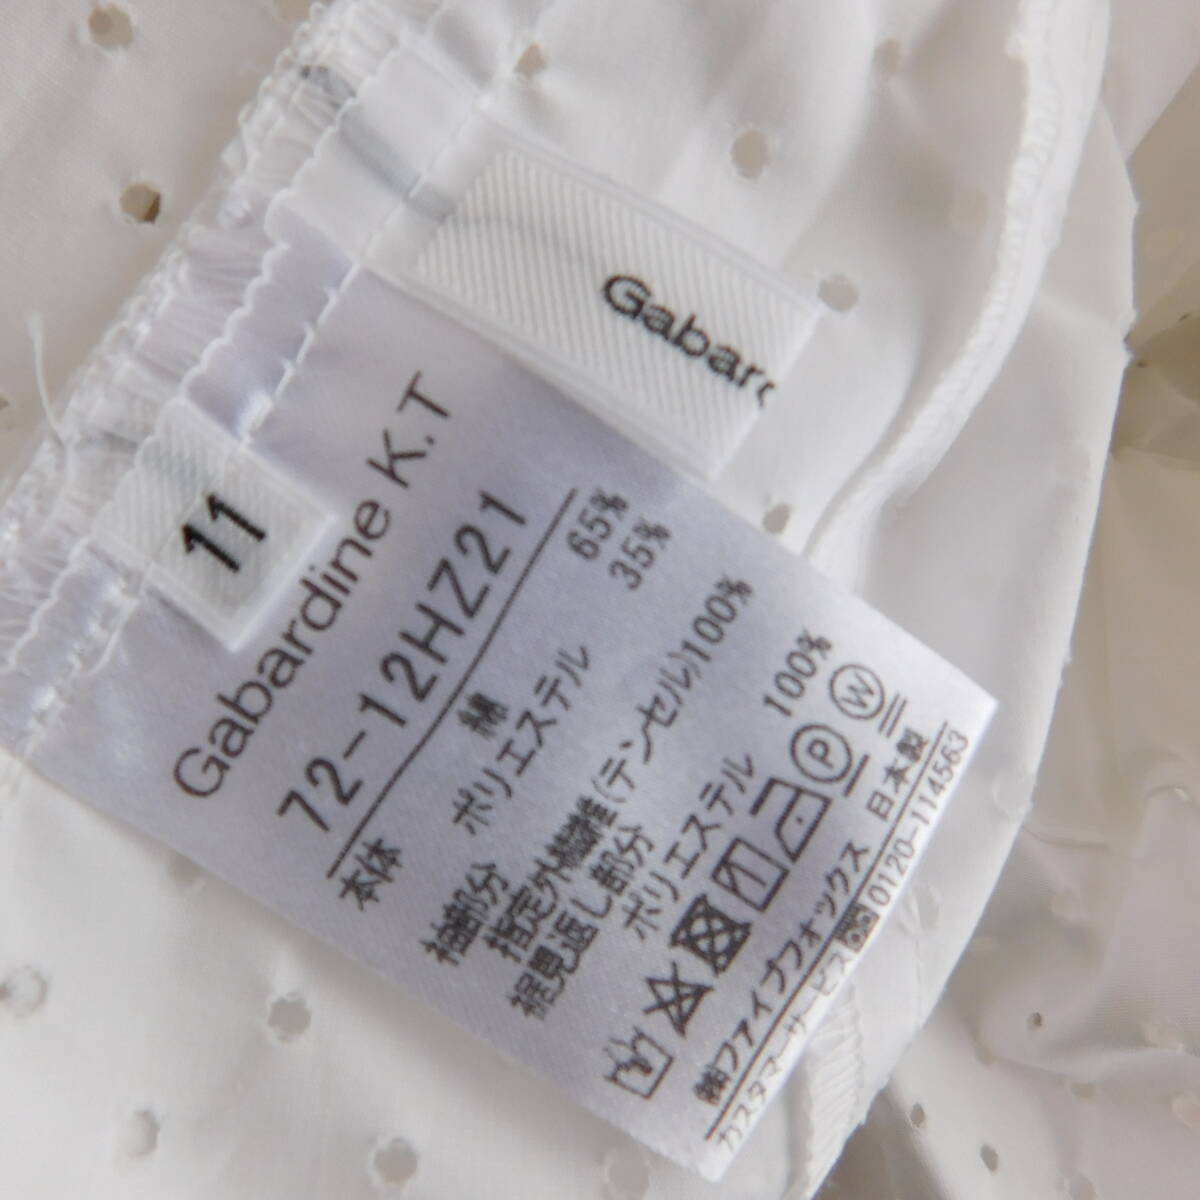 Gabar
11
Gabardine K.T
72-12HZ21
本体 綿 65%
ポリエステル 35%
袖部分
指定外繊維(テンセル)100%
裾見返し部分
ポリエステル 100%
P W
㈱ファイブフォックス 日本製
カスタマーサービス 0120-114563